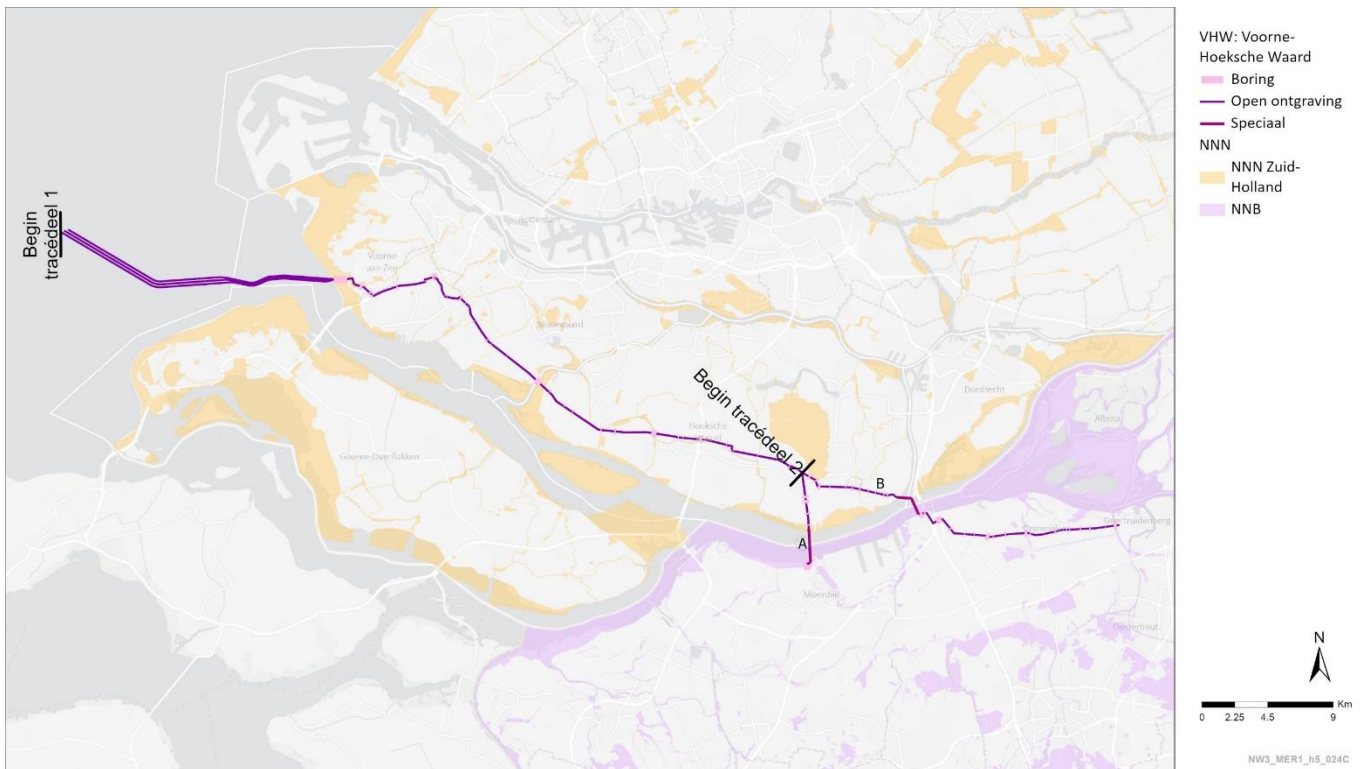 Begin
tracédeel 1
Rotterdam
Voorne
aan Zee
Nissewaard
Begin tracédeel 2
Hoeksche
Dordrecht
Altena
Goeree-Overflakkee
B
A
Drimmelen
Geertruidenberg
Moerdijk
Oosterhout
VHW: Voorne-
Hoeksche Waard
Boring
Open ontgraving
Speciaal
NNN
NNN Zuid-
Holland
NNB
N
Km
0 2.25 4.5 9
NW3_MER1_h5_024C